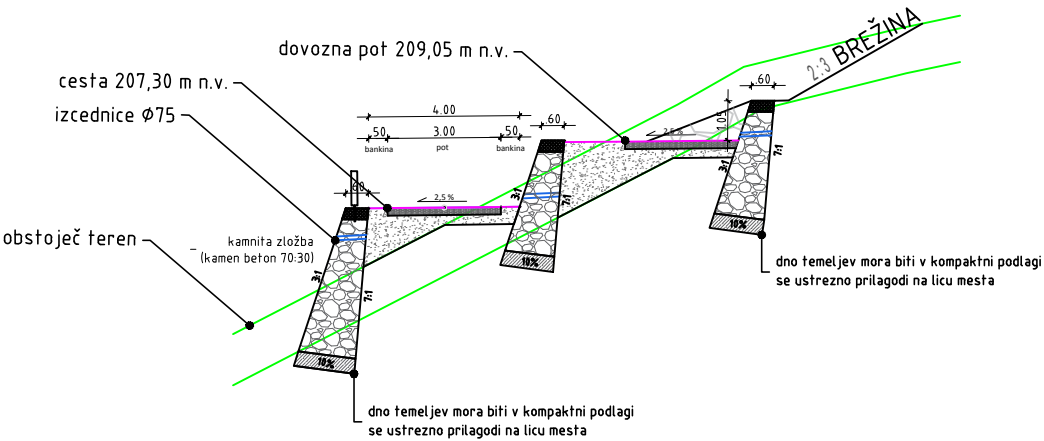 BREŽINA
2:3
dovozna pot 209,05 m n.v.
cesta 207,30 m n.v.
izcednice Ø75
4.00
.60
.60
1.05
.50
3.00
.50
bankina
pot
bankina
2,5%
2,5%
.60
3:1
7:1
3:1
7:1
10%
10%
obstoječ teren
kamnita zložba
(kamen beton 70:30)
3:1
7:1
10%
dno temeljev mora biti v kompaktni podlagi
se ustrezno prilagodi na licu mesta
dno temeljev mora biti v kompaktni podlagi
se ustrezno prilagodi na licu mesta